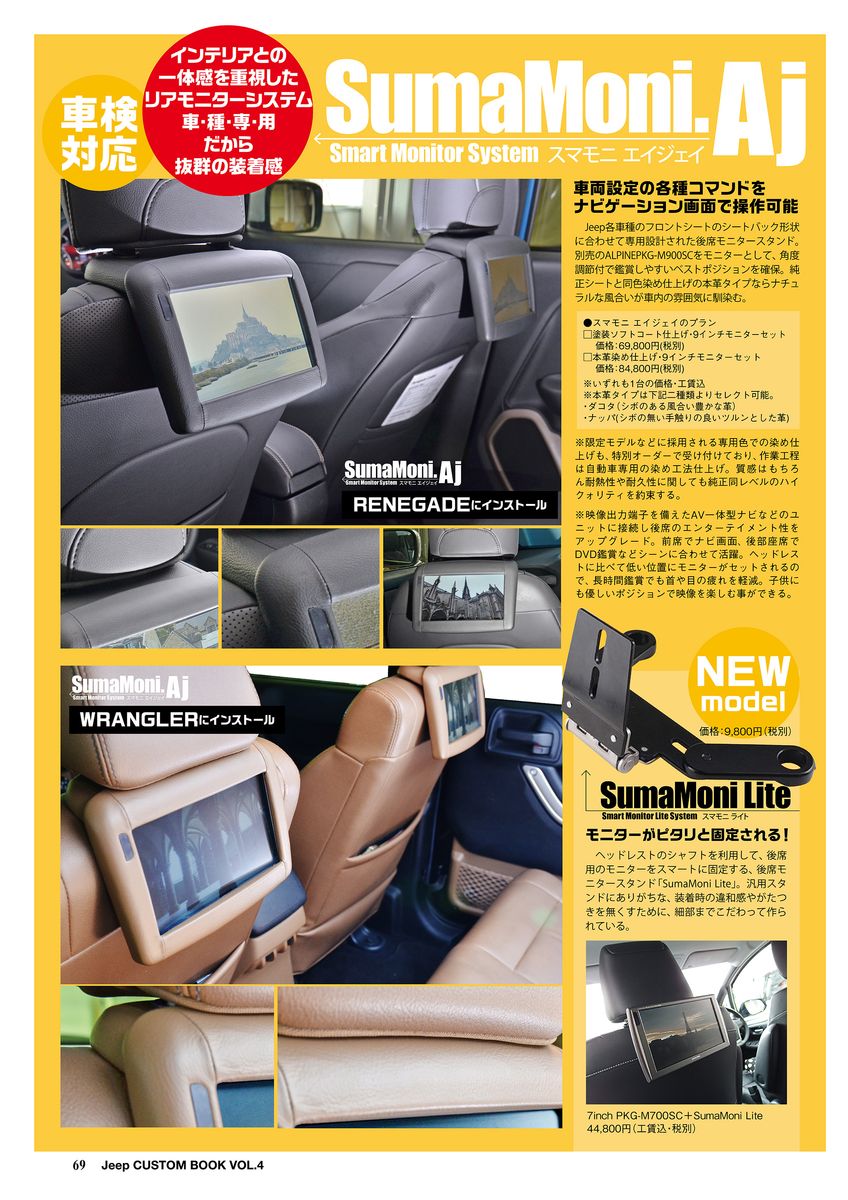 車検
対応
インテリアとの
一体感を重視した
リアモニターシステム
車・種・専・用
だから
抜群の装着感
SumaMoni.Aj
Smart Monitor System スマモニ エイジェイ
車両設定の各種コマンドを
ナビゲーション画面で操作可能
Jeep各車種のフロントシートのシートバック形状
に合わせて専用設計された後席モニタースタンド。
別売のALPINEPKG-M900SCをモニターとして、角度
調節付で鑑賞しやすいベストポジションを確保。純
正シートと同色染め仕上げの本革タイプならナチュ
ラルな風合いが車内の雰囲気に馴染む。
●スマモニ エイジェイのプラン
□塗装ソフトコート仕上げ・9インチモニターセット
価格:69,800円(税別)
□本革染め仕上げ・9インチモニターセット
価格:84,800円(税別)
※いずれも1台の価格・工賃込
※本革タイプは下記二種類よりセレクト可能。
・ダコタ(シボのある風合い豊かな革)
・ナッパ(シボの無い手触りの良いツルンとした革)
※限定モデルなどに採用される専用色での染め仕
上げも、特別オーダーで受け付けており、作業工程
は自動車専用の染め工法仕上げ。質感はもちろ
ん耐熱性や耐久性に関しても純正同レベルのハイ
クォリティを約束する。
※映像出力端子を備えたAV一体型ナビなどのユ
ニットに接続し後席のエンターテイメント性を
アップグレード。前席でナビ画面、後部座席で
DVD鑑賞などシーンに合わせて活躍。ヘッドレス
トに比べて低い位置にモニターがセットされるの
で、長時間鑑賞でも首や目の疲れを軽減。子供に
も優しいポジションで映像を楽しむ事ができる。
SumaMoni.Aj
Smart Monitor System スマモニ エイジェイ
RENEGADEにインストール
SumaMoni.Aj
Smart Monitor System スマモニ エイジェイ
WRANGLERにインストール
NEW
model
価格:9,800円(税別)
SumaMoni Lite
Smart Monitor Lite System スマモニ ライト
モニターがピタリと固定される!
ヘッドレストのシャフトを利用して、後席
用のモニターをスマートに固定する、後席モ
ニタースタンド「SumaMoni Lite」。汎用スタ
ンドにありがちな、装着時の違和感やがたつ
きを無くすために、細部までこだわって作ら
れている。
7inch PKG-M700SC+SumaMoni Lite
44,800円(工賃込・税別)
69 Jeep CUSTOM BOOK VOL.4